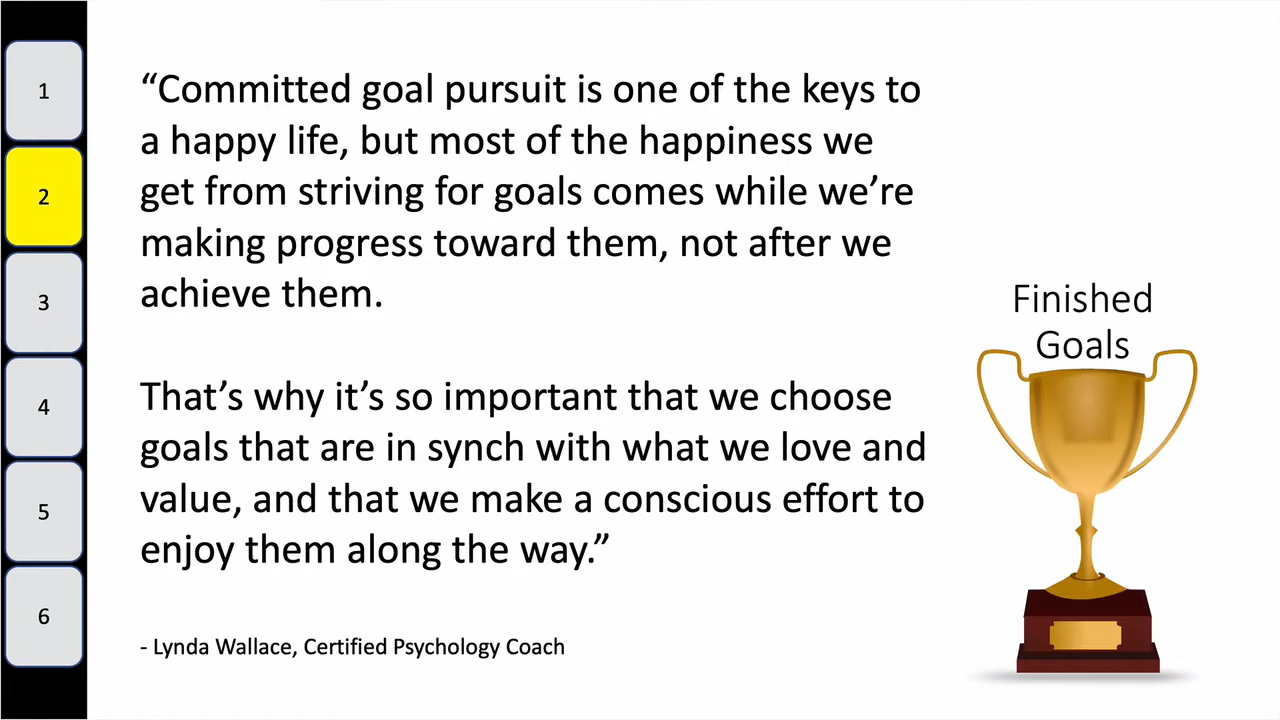 1
2
3
4
5
6
“Committed goal pursuit is one of the keys to
a happy life, but most of the happiness we
get from striving for goals comes while we’re
making progress toward them, not after we
achieve them.
That’s why it’s so important that we choose
goals that are in synch with what we love and
value, and that we make a conscious effort to
enjoy them along the way.”
- Lynda Wallace, Certified Psychology Coach
Finished
Goals